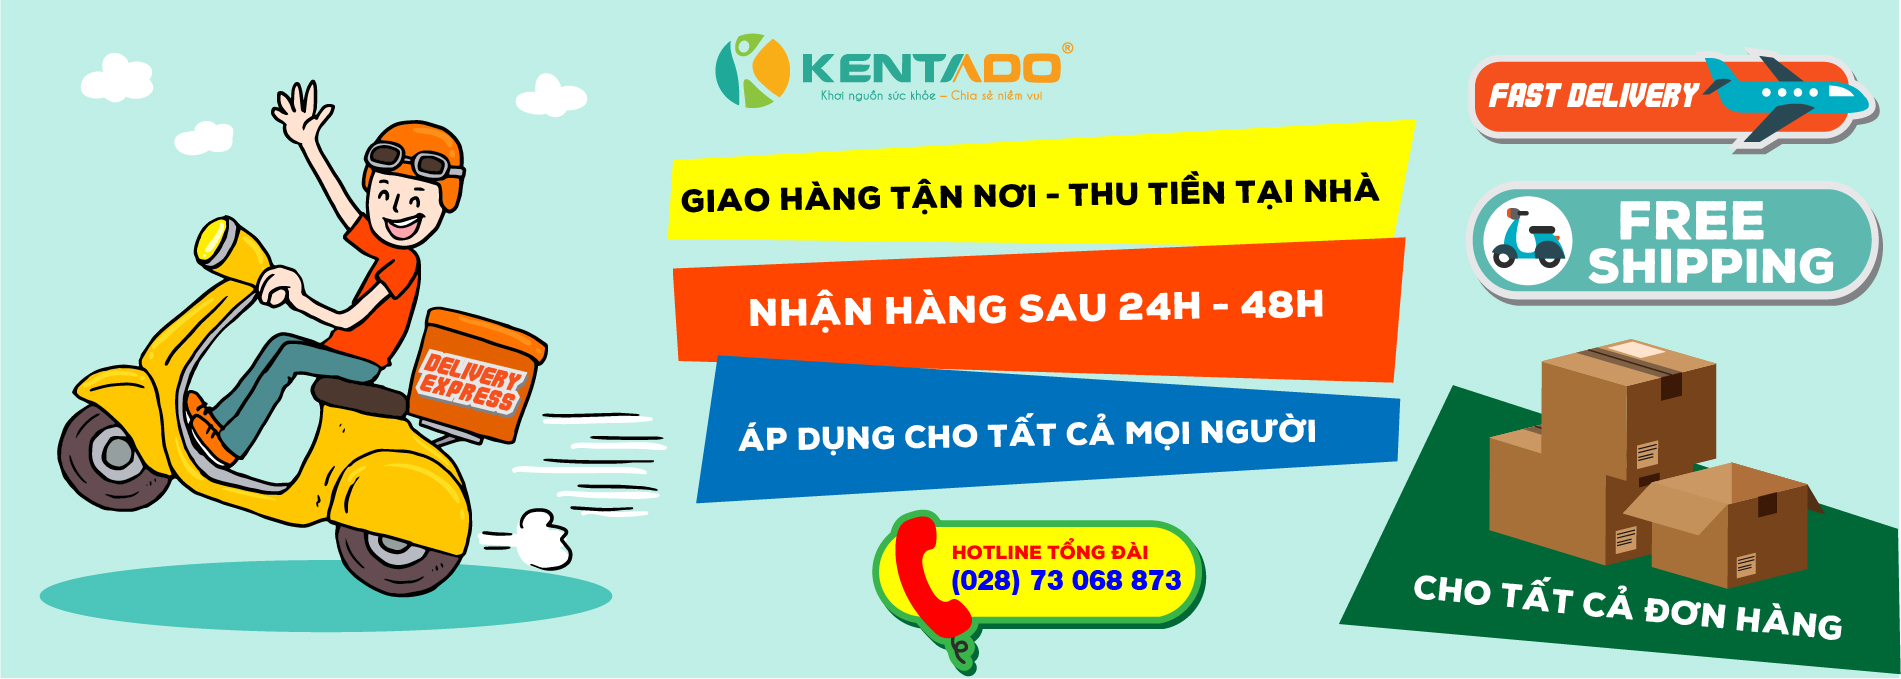 KENTADO®
Khơi nguồn sức khỏe – Chia sẻ niềm vui
GIAO HÀNG TẬN NƠI - THU TIỀN TẠI NHÀ
NHẬN HÀNG SAU 24H - 48H
ÁP DỤNG CHO TẤT CẢ MỌI NGƯỜI
HOTLINE TỔNG ĐÀI
(028) 73 068 873
DELIVERY
EXPRESS
FAST DELIVERY
FREE
SHIPPING
CHO TẤT CẢ ĐƠN HÀNG